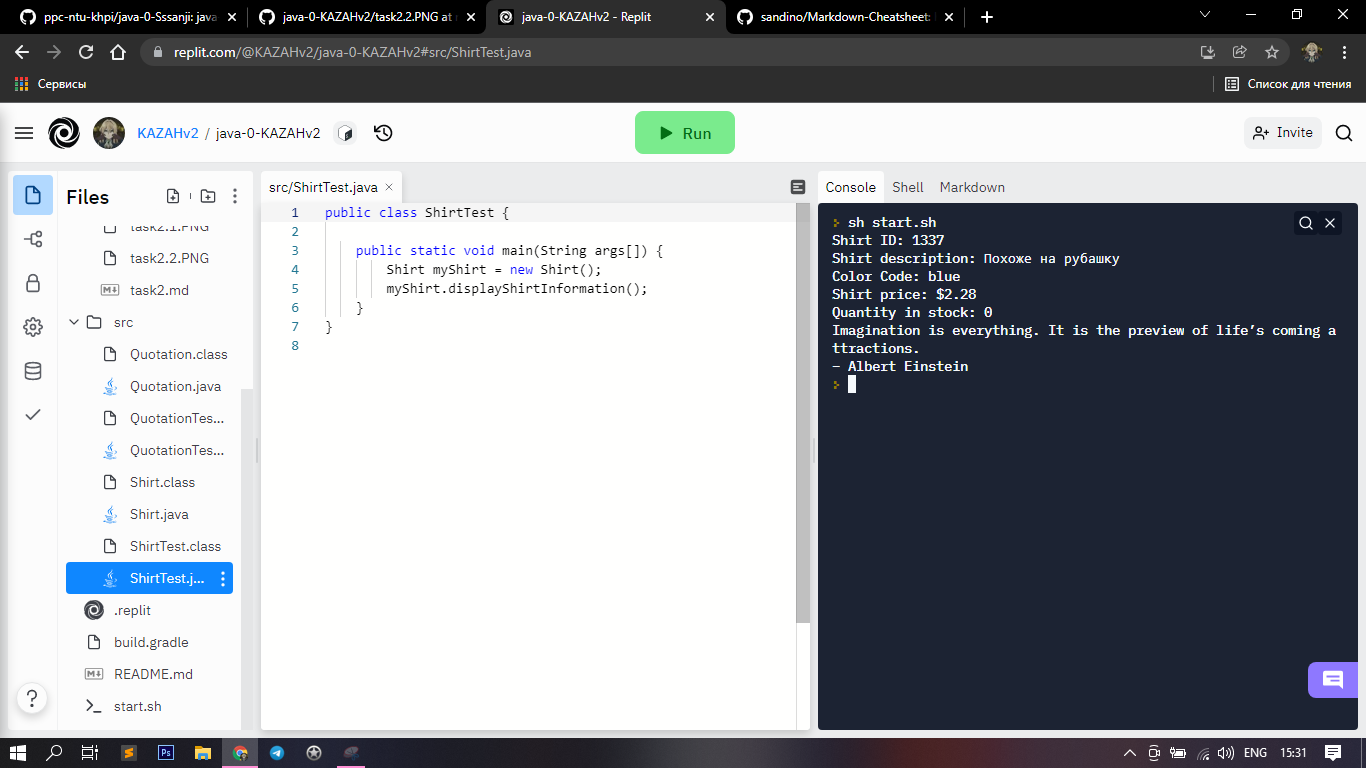 ppc-ntu-khpi/java-0-Sssanji: java
java-0-KAZAHv2/task2.2.PNG at
java-0-KAZAHv2 - Replit
sandino/Markdown-Cheatsheet:
replit.com/@KAZAHv2/java-0-KAZAHv2#src/ShirtTest.java
Сервисы
Список для чтения
KAZAHv2 / java-0-KAZAHv2
Run
Invite
Files
task2.1.PNG
task2.2.PNG
task2.md
src
Quotation.class
Quotation.java
QuotationTes...
QuotationTes...
Shirt.class
Shirt.java
ShirtTest.class
ShirtTest.j...
.replit
build.gradle
README.md
start.sh
?
src/ShirtTest.java
1 public class ShirtTest {
2
3 public static void main(String args[]) {
4 Shirt myShirt = new Shirt();
5 myShirt.displayShirtInformation();
6 }
7 }
8
Console Shell Markdown
sh start.sh
Shirt ID: 1337
Shirt description: Похоже на рубашку
Color Code: blue
Shirt price: $2.28
Quantity in stock: 0
Imagination is everything. It is the preview of life’s coming a
ttractions.
– Albert Einstein
Ps
ENG 15:31